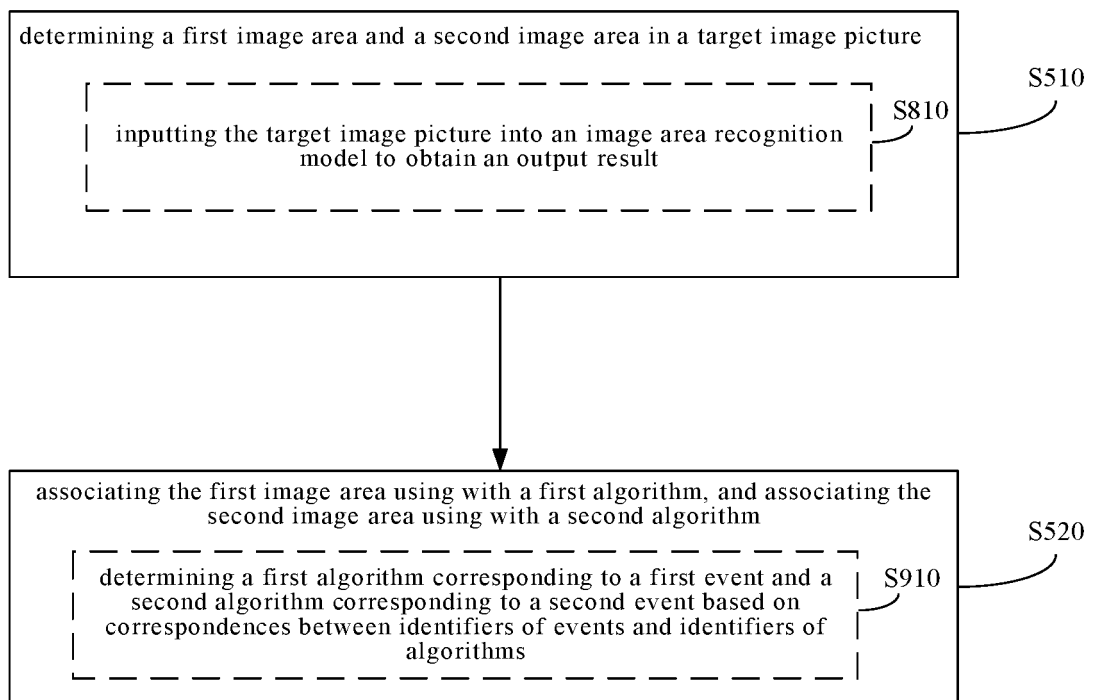 determining a first image area and a second image area in a target image picture
S510
S810
inputting the target image picture into an image area recognition
model to obtain an output result
associating the first image area using with a first algorithm, and associating the
second image area using with a second algorithm
S520
S910
determining a first algorithm corresponding to a first event and a
second algorithm corresponding to a second event based on
correspondences between identifiers of events and identifiers of
algorithms